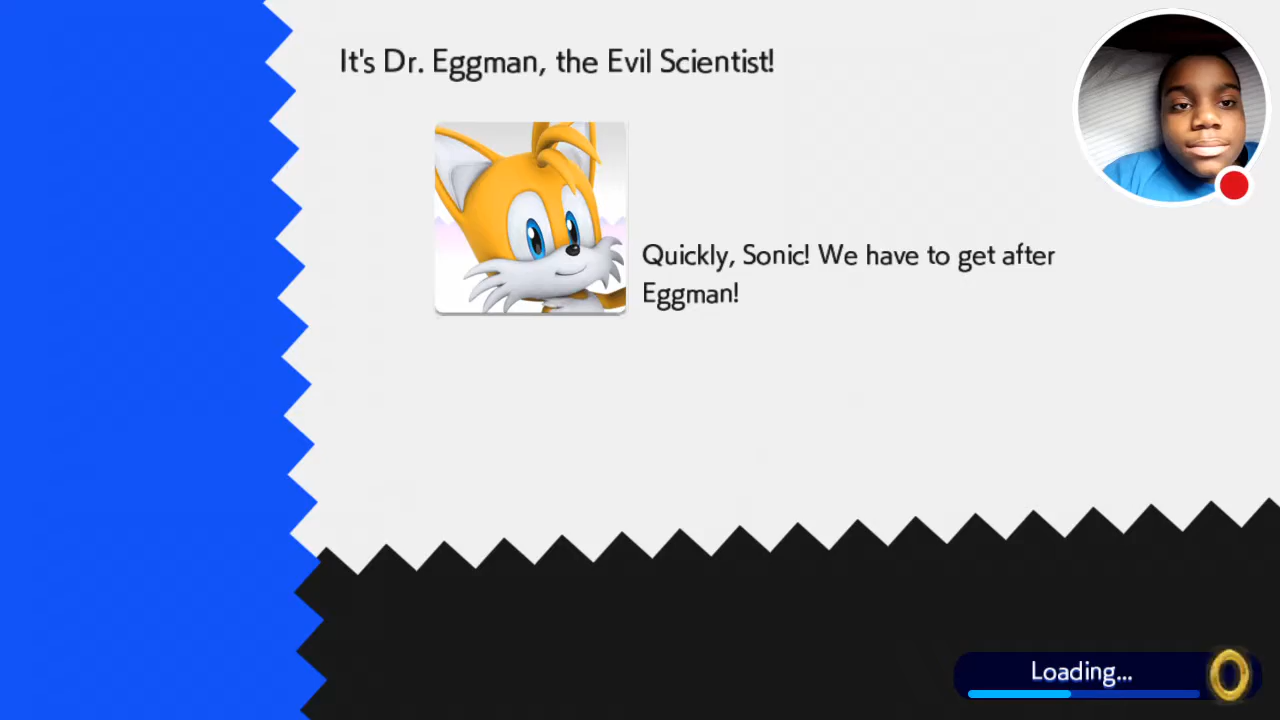 It's Dr. Eggman, the Evil Scientist!
Quickly, Sonic! We have to get after
Eggman!
Loading...